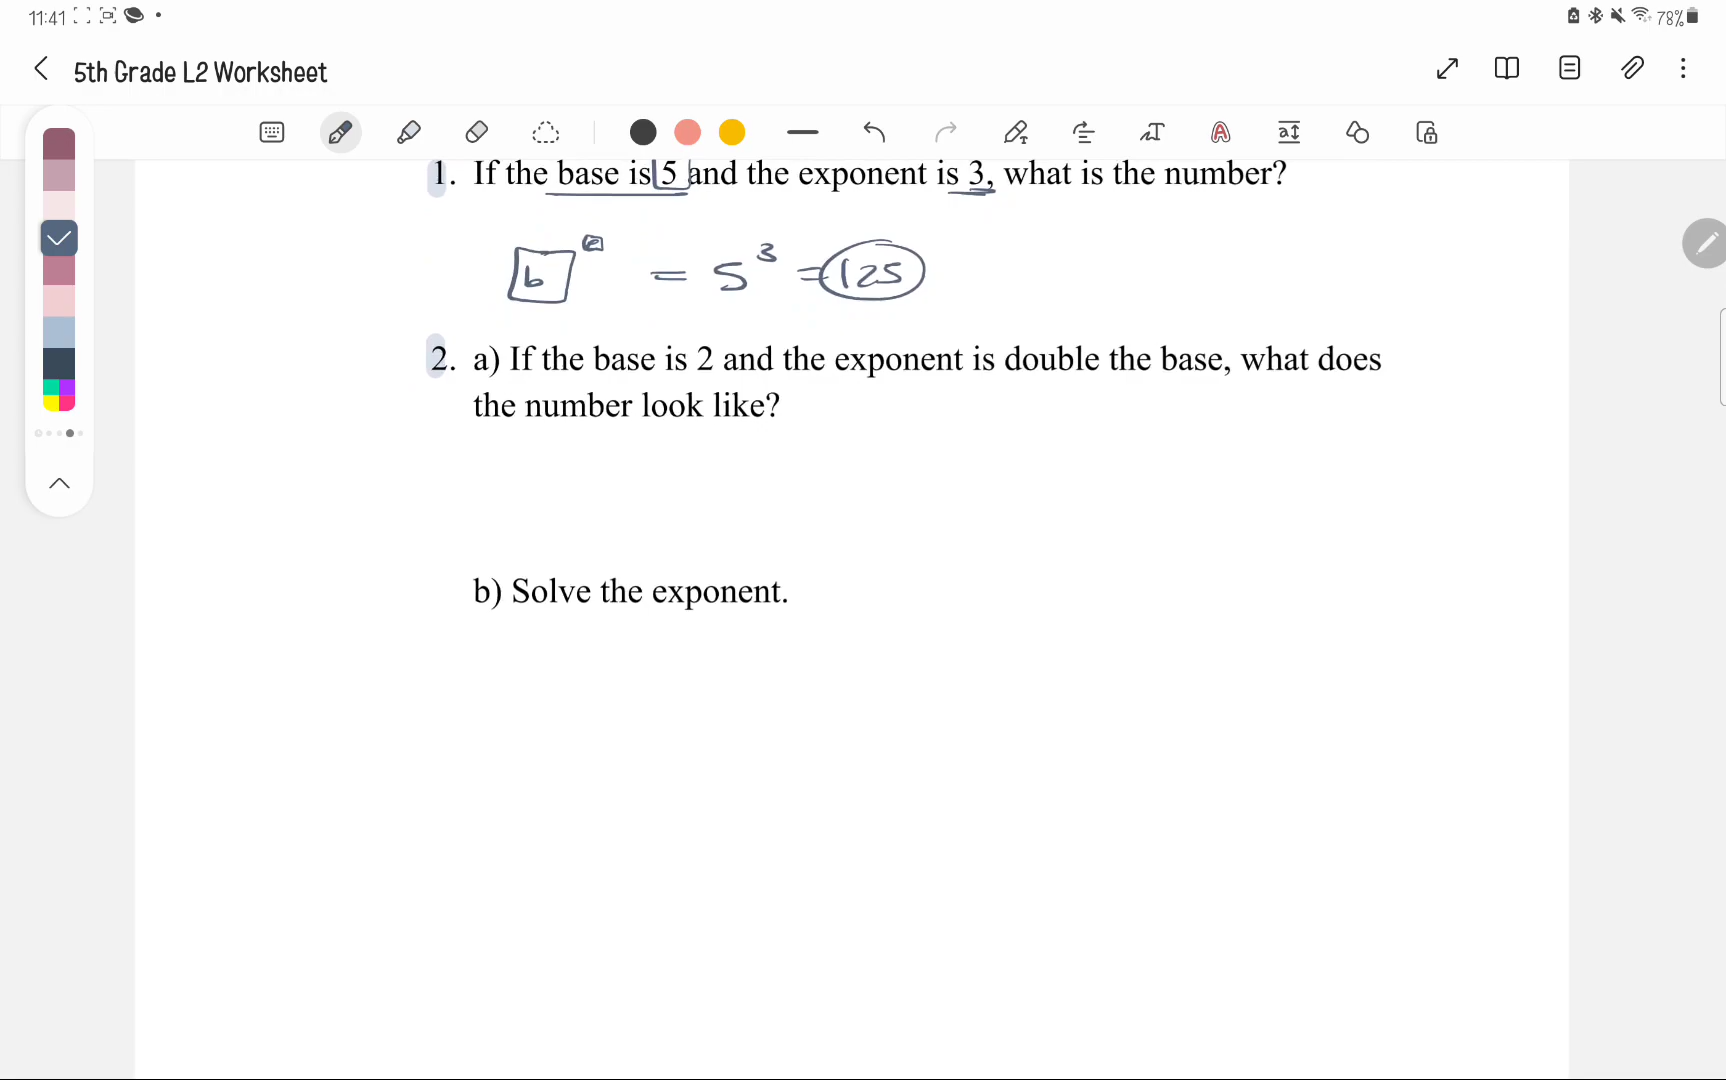 11:41
78%
5th Grade L2 Worksheet
1. If the base is 5 and the exponent is 3, what is the number?
b^e = 5^3 = 125
2. a) If the base is 2 and the exponent is double the base, what does
the number look like?
b) Solve the exponent.